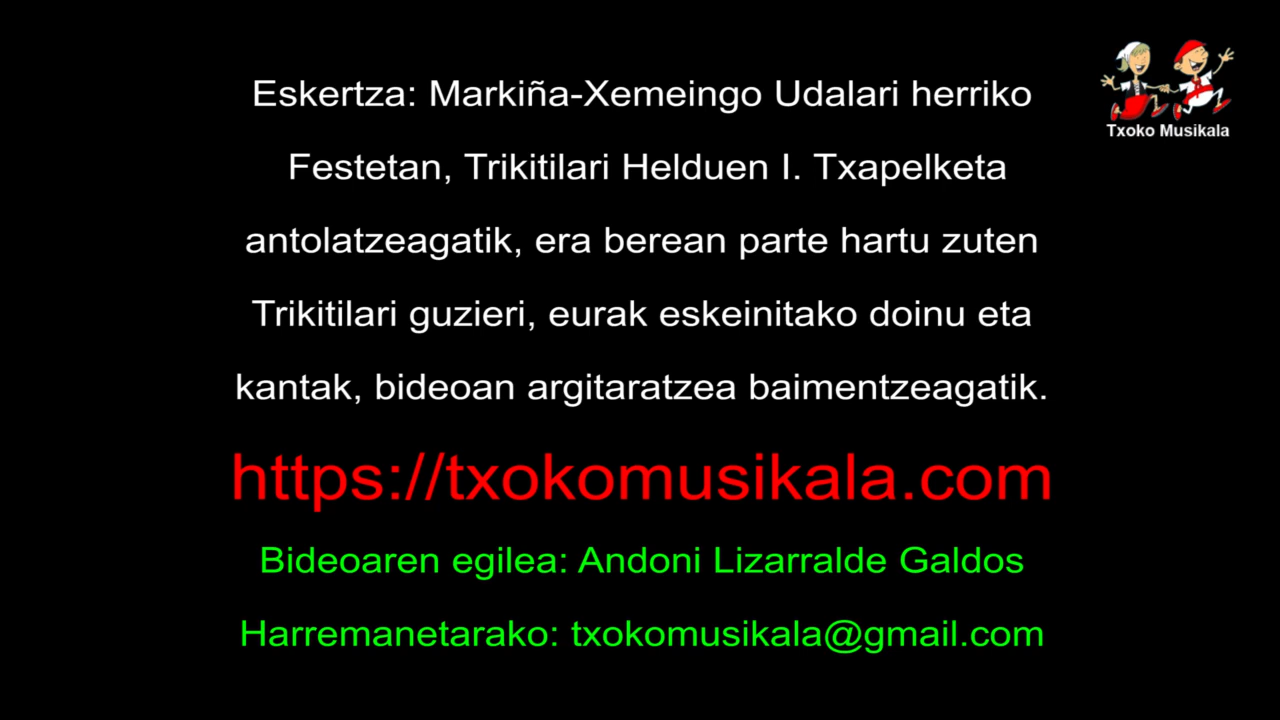 Eskertza: Markiña-Xemeingo Udalari herriko
Festetan, Trikitilari Helduen I. Txapelketa
antolatzeagatik, era berean parte hartu zuten
Trikitilari guzieri, eurak eskeinitako doinu eta
kantak, bideoan argitaratzea baimentzeagatik.
https://txokomusikala.com
Bideoaren egilea: Andoni Lizarralde Galdos
Harremanetarako: txokomusikala@gmail.com
Txoko Musikala